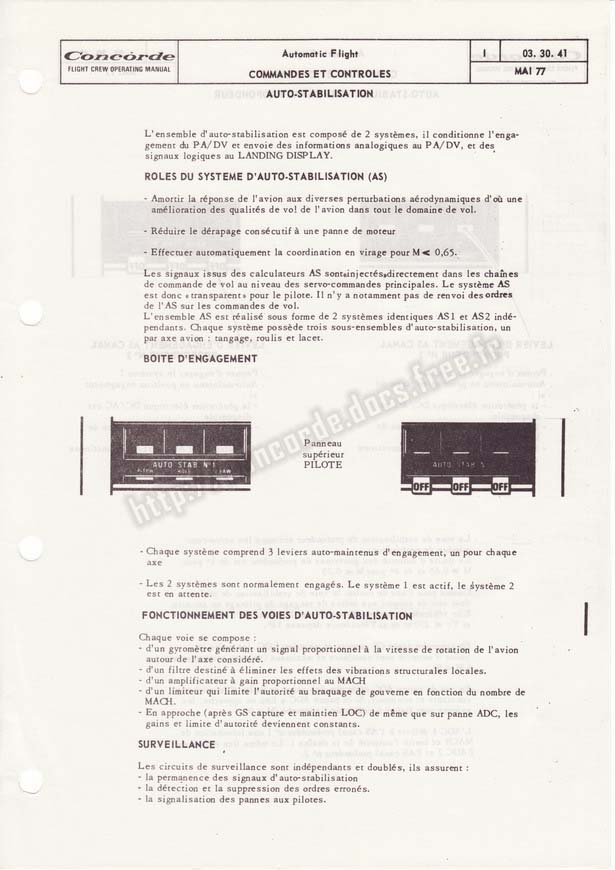 Concorde
FLIGHT CREW OPERATING MANUAL
Automatic Flight
COMMANDES ET CONTROLES
AUTO-STABILISATION
1
03. 30. 41
MAI 77
L'ensemble d'auto-stabilisation est composé de 2 systèmes, il conditionne l'enga-
gement du PA/DV et envoie des informations analogiques au PA/DV, et des
signaux logiques au LANDING DISPLAY.
ROLES DU SYSTEME D'AUTO-STABILISATION (AS)
- Amortir la réponse de l'avion aux diverses perturbations aérodynamiques d'où une
amélioration des qualités de vol de l'avion dans tout le domaine de vol.
- Réduire le dérapage consécutif à une panne de moteur
- Effectuer automatiquement la coordination en virage pour M < 0,65.
Les signaux issus des calculateurs AS sont «injectés» directement dans les chaînes
de commande de vol au niveau des servo-commandes principales. Le système AS
est donc «transparent» pour le pilote. Il n'y a notamment pas de renvoi des ordres
de l'AS sur les commandes de vol.
L'ensemble AS est réalisé sous forme de 2 systèmes identiques AS1 et AS2 indé-
pendants. Chaque système possède trois sous-ensembles d'auto-stabilisation, un
par axe avion : tangage, roulis et lacet.
BOITE D'ENGAGEMENT
AUTO STAB N°1
PITCH ROLL YAW
Panneau
supérieur
PILOTE
AUTO STAB
OFF OFF OFF
- Chaque système comprend 3 leviers auto-maintenus d'engagement, un pour chaque
axe
- Les 2 systèmes sont normalement engagés. Le système 1 est actif, le système 2
est en attente.
FONCTIONNEMENT DES VOIES D'AUTO-STABILISATION
Chaque voie se compose :
- d'un gyromètre générant un signal proportionnel à la vitesse de rotation de l'avion
autour de l'axe considéré.
- d'un filtre destiné à éliminer les effets des vibrations structurales locales.
- d'un amplificateur à gain proportionnel au MACH
- d'un limiteur qui limite l'autorité au braquage de gouverne en fonction du nombre de
MACH.
- En approche (après GS capture et maintien LOC) de même que sur panne ADC, les
gains et limite d'autorité deviennent constants.
SURVEILLANCE
Les circuits de surveillance sont indépendants et doublés, ils assurent :
- la permanence des signaux d'auto-stabilisation
- la détection et la suppression des ordres erronés.
- la signalisation des pannes aux pilotes.